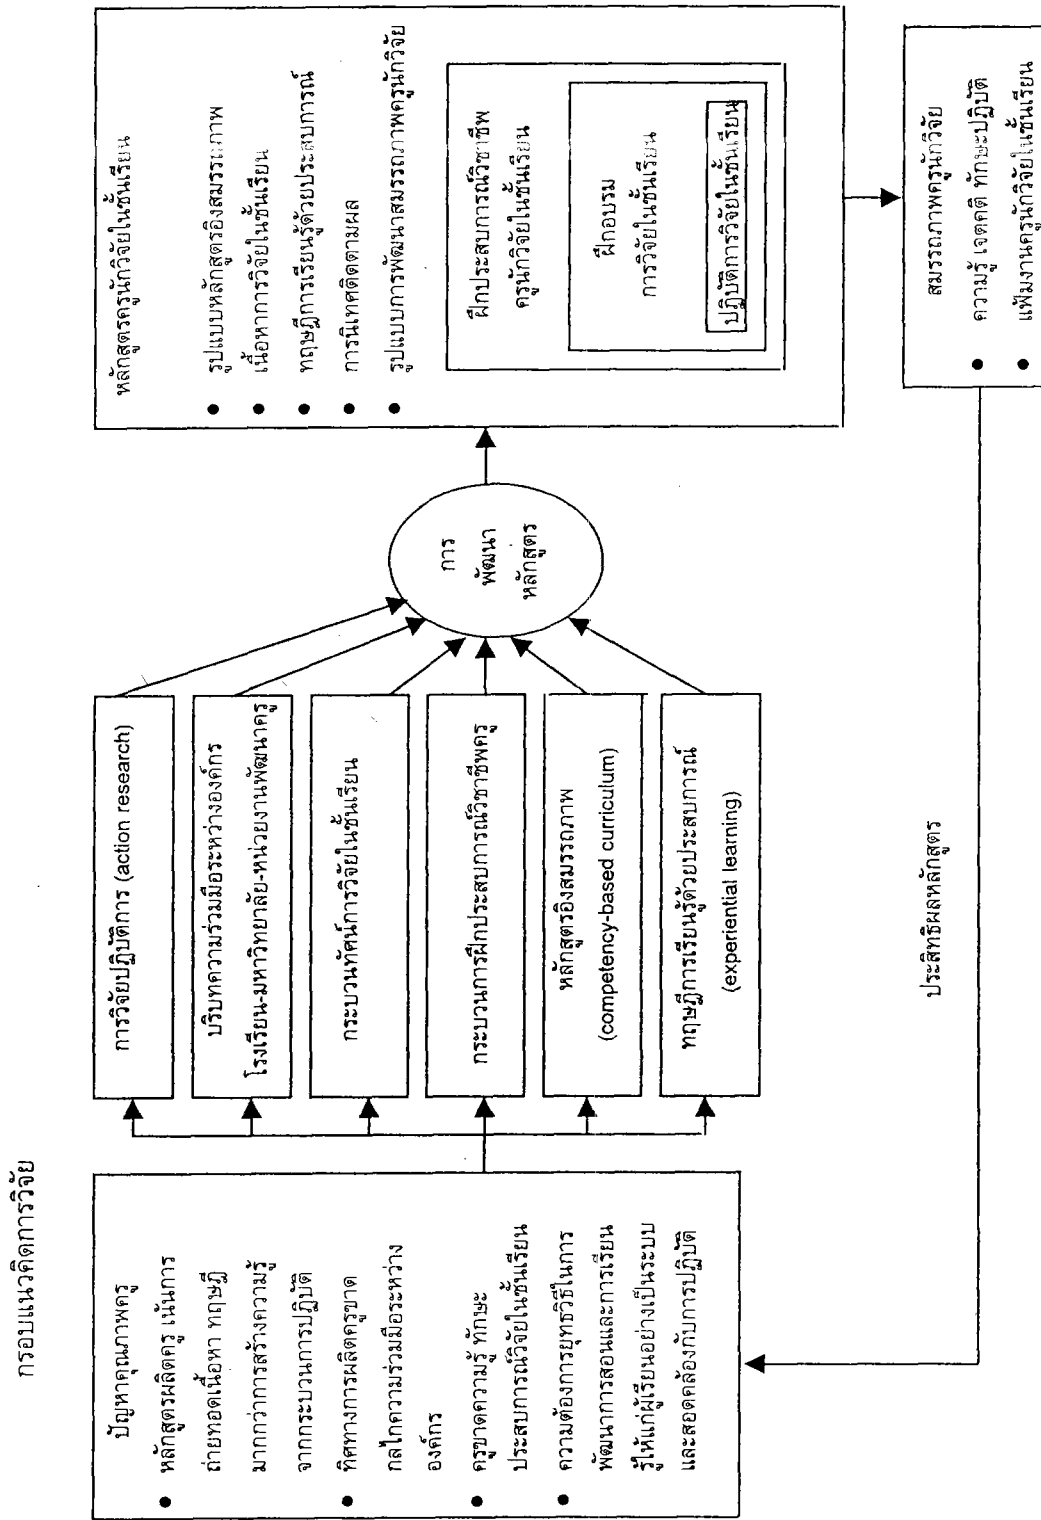 กรอบแนวคิดการวิจัย
ปัญหาคุณภาพครู
● หลักสูตรผลิตครู เน้นการ
ถ่ายทอดเนื้อหา ทฤษฎี
มากกว่าการสร้างความรู้
จากกระบวนการปฏิบัติ
● ทิศทางการผลิตครูขาด
กลไกความร่วมมือระหว่าง
องค์กร
● ครูขาดความรู้ ทักษะ
ประสบการณ์วิจัยในชั้นเรียน
● ความต้องการยุทธวิธีในการ
พัฒนาการสอนและการเรียน
รู้ให้แก่ผู้เรียนอย่างเป็นระบบ
และสอดคล้องกับการปฏิบัติ
การวิจัยปฏิบัติการ (action research)
บริบทความร่วมมือระหว่างองค์กร
โรงเรียน-มหาวิทยาลัย-หน่วยงานพัฒนาครู
กระบวนทัศน์การวิจัยในชั้นเรียน
กระบวนการฝึกประสบการณ์วิชาชีพครู
หลักสูตรอิงสมรรถภาพ
(competency-based curriculum)
ทฤษฎีการเรียนรู้ด้วยประสบการณ์
(experiential learning)
การ
พัฒนา
หลักสูตร
หลักสูตรครูนักวิจัยในชั้นเรียน
● รูปแบบหลักสูตรอิงสมรรถภาพ
● เนื้อหาการวิจัยในชั้นเรียน
● ทฤษฎีการเรียนรู้ด้วยประสบการณ์
● การนิเทศติดตามผล
● รูปแบบการพัฒนาสมรรถภาพครูนักวิจัย
ฝึกประสบการณ์วิชาชีพ
ครูนักวิจัยในชั้นเรียน
ฝึกอบรม
การวิจัยในชั้นเรียน
ปฏิบัติการวิจัยในชั้นเรียน
สมรรถภาพครูนักวิจัย
● ความรู้ เจตคติ ทักษะปฏิบัติ
● แฟ้มงานครูนักวิจัยในชั้นเรียน
ประสิทธิผลหลักสูตร